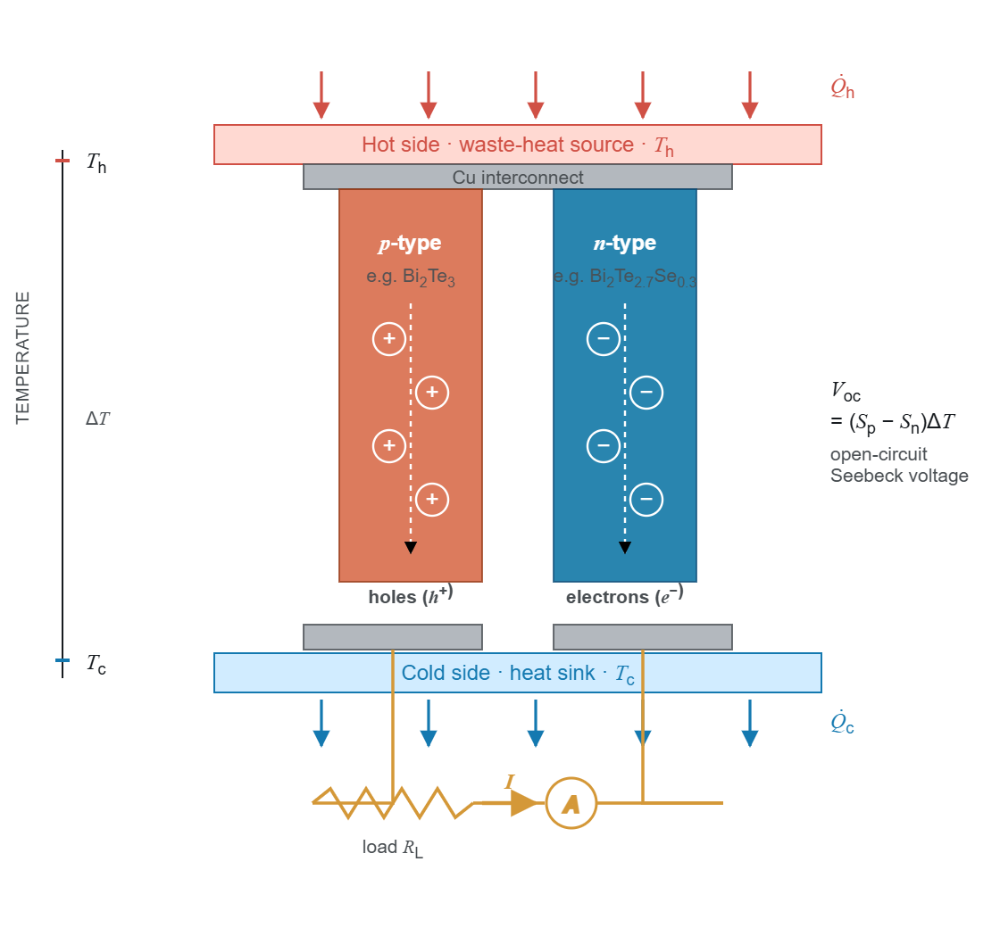 Q̇h
Hot side · waste-heat source · Th
Th
Cu interconnect
p-type
n-type
e.g. Bi2Te3
e.g. Bi2Te2.7Se0.3
+
−
+
−
TEMPERATURE
ΔT
Voc
= (Sp − Sn)ΔT
open-circuit
Seebeck voltage
+
−
+
−
holes (h+)
electrons (e−)
Tc
Cold side · heat sink · Tc
Q̇c
I
A
load RL